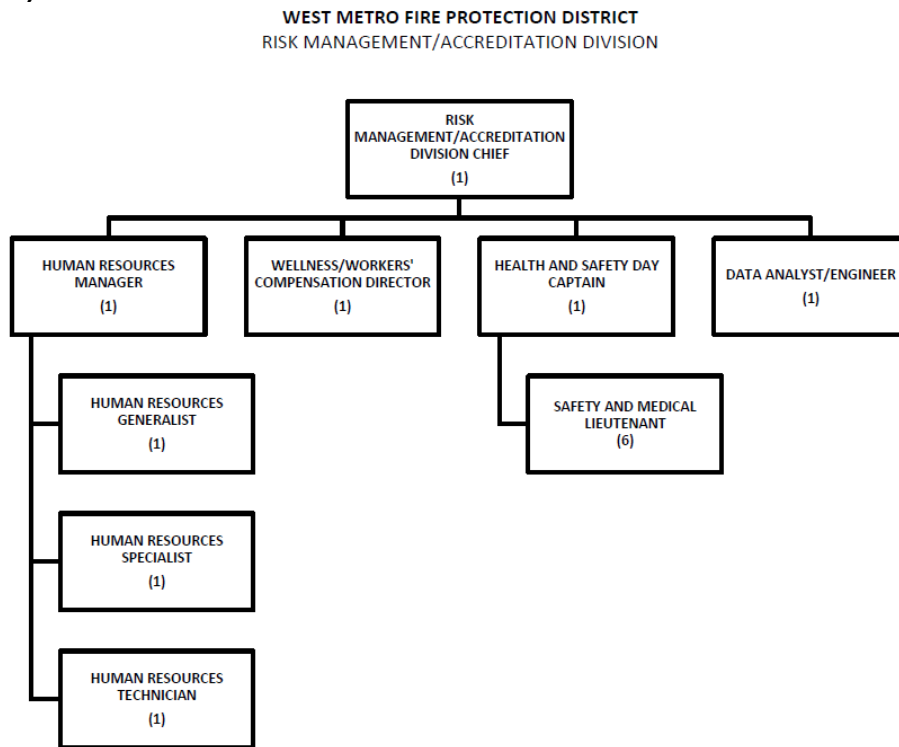 WEST METRO FIRE PROTECTION DISTRICT
RISK MANAGEMENT/ACCREDITATION DIVISION
RISK
MANAGEMENT/ACCREDITATION
DIVISION CHIEF
(1)
HUMAN RESOURCES
MANAGER
(1)
WELLNESS/WORKERS'
COMPENSATION DIRECTOR
(1)
HEALTH AND SAFETY DAY
CAPTAIN
(1)
DATA ANALYST/ENGINEER
(1)
HUMAN RESOURCES
GENERALIST
(1)
SAFETY AND MEDICAL
LIEUTENANT
(6)
HUMAN RESOURCES
SPECIALIST
(1)
HUMAN RESOURCES
TECHNICIAN
(1)